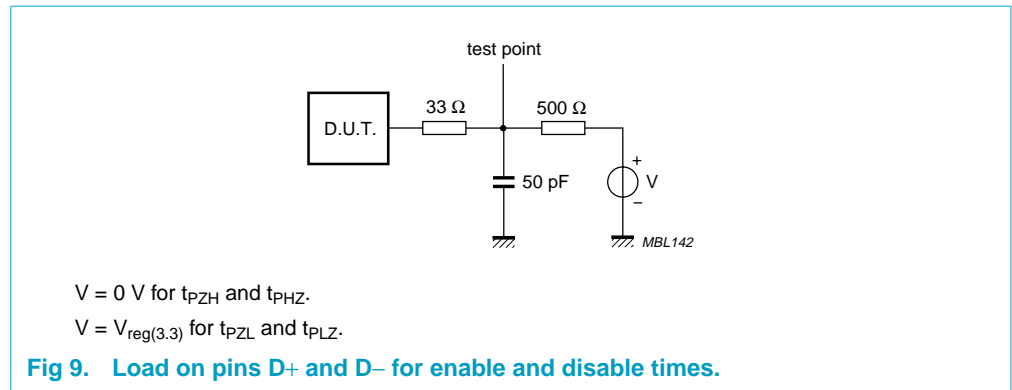 test point
33 Ω
500 Ω
D.U.T.
+
50 pF
V
−
MBL142
V = 0 V for tPZH and tPHZ.
V = Vreg(3.3) for tPZL and tPLZ.
Fig 9. Load on pins D+ and D− for enable and disable times.